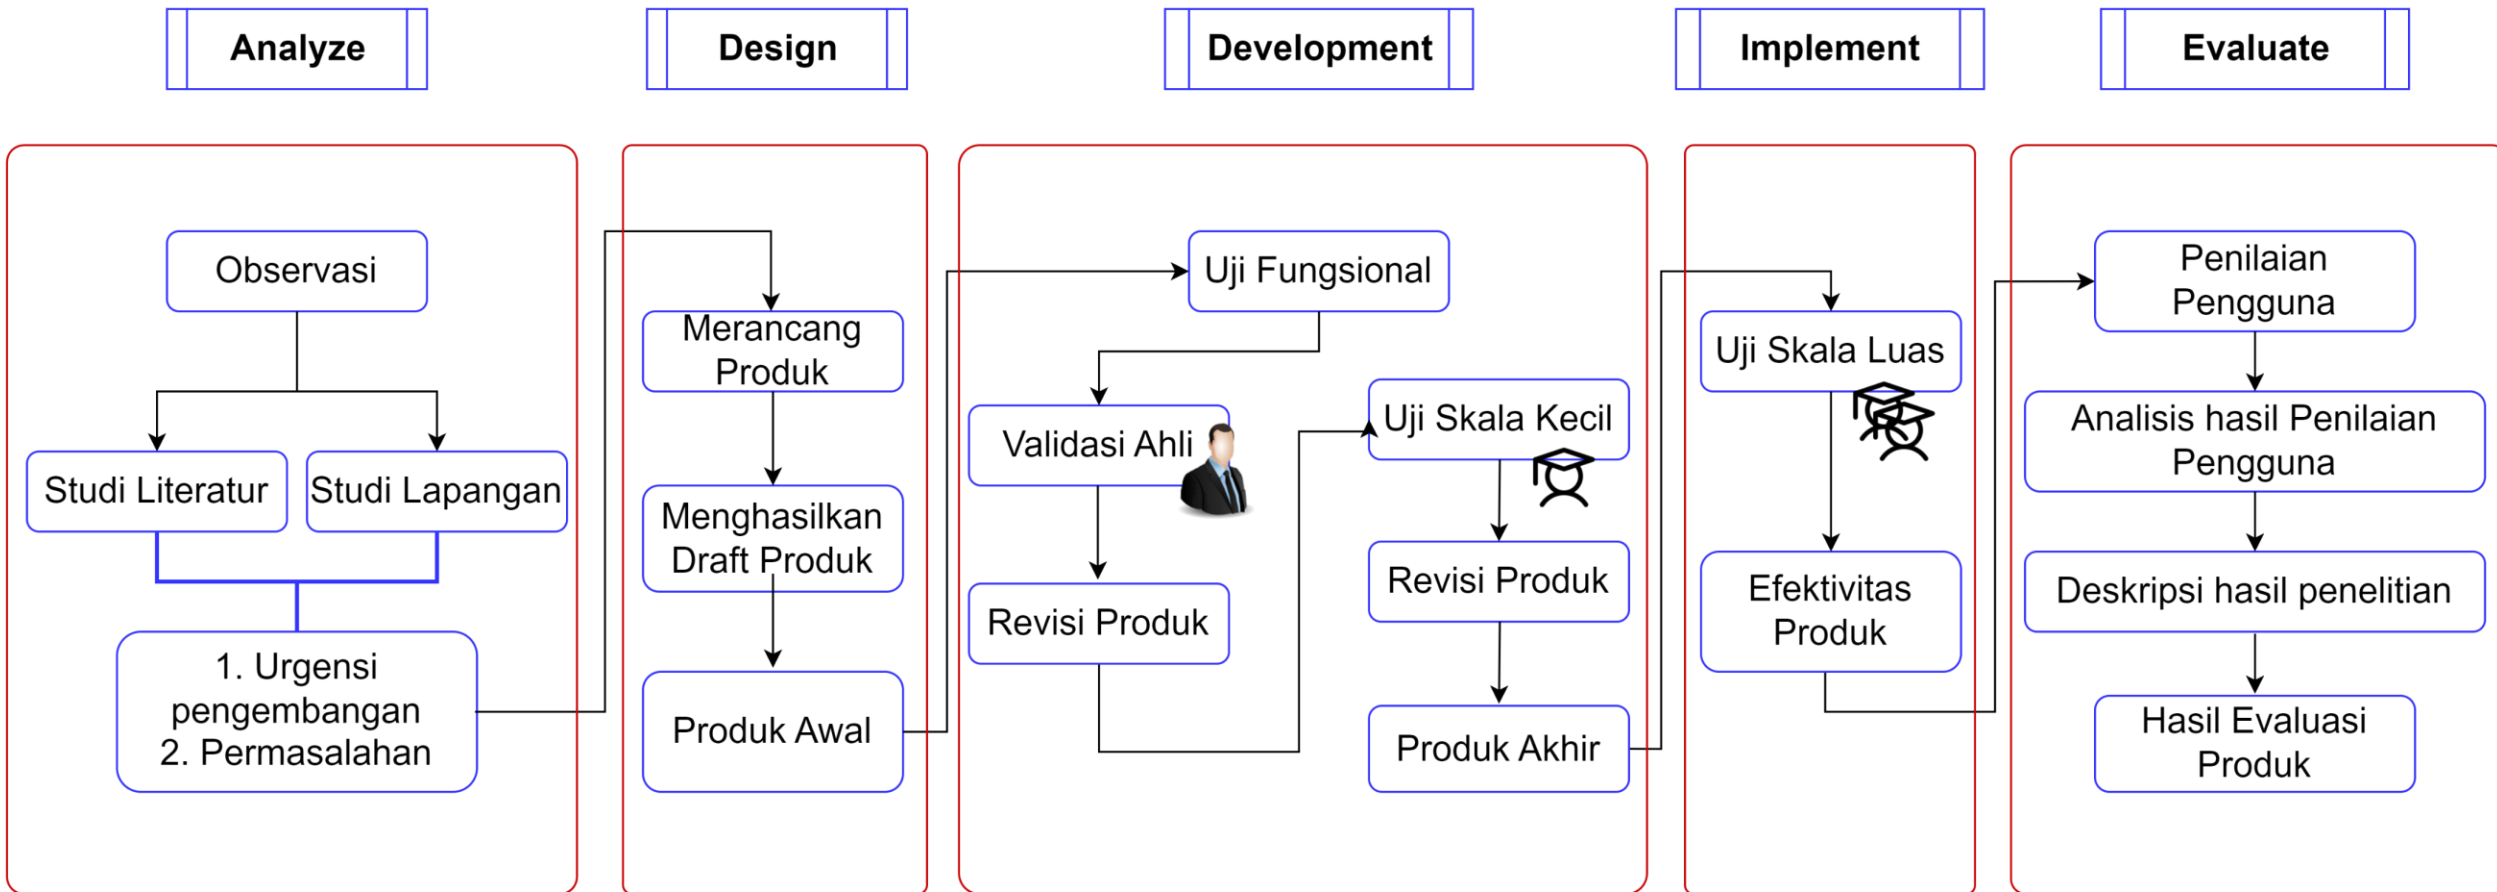 Analyze
Design
Development
Implement
Evaluate
Observasi
Studi Literatur
Studi Lapangan
1. Urgensi
pengembangan
2. Permasalahan
Merancang
Produk
Menghasilkan
Draft Produk
Produk Awal
Uji Fungsional
Validasi Ahli
Revisi Produk
Uji Skala Kecil
Revisi Produk
Produk Akhir
Uji Skala Luas
Efektivitas
Produk
Penilaian
Pengguna
Analisis hasil Penilaian
Pengguna
Deskripsi hasil penelitian
Hasil Evaluasi
Produk